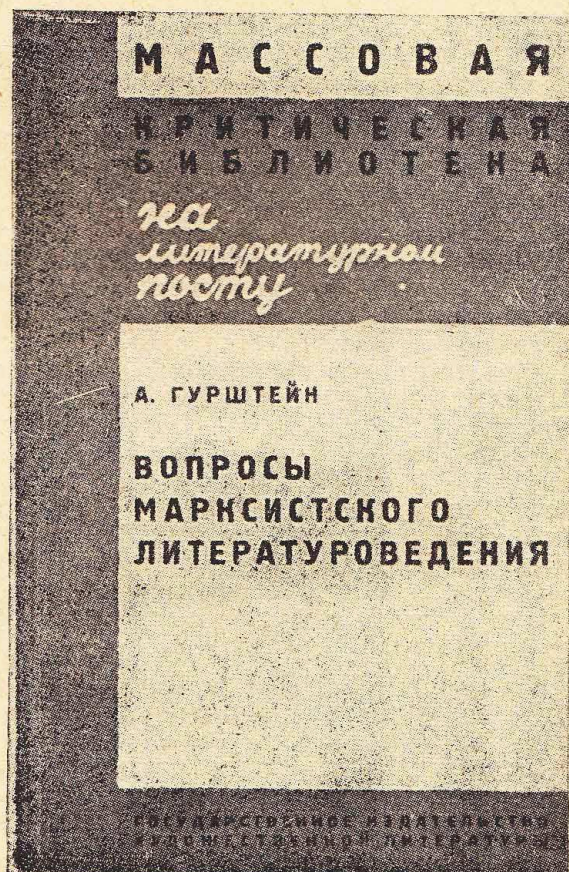 МАССОВАЯ
КРИТИЧЕСКАЯ
БИБЛИОТЕКА
на
литературном
посту
А. ГУРШТЕЙН
ВОПРОСЫ
МАРКСИСТСКОГО
ЛИТЕРАТУРОВЕДЕНИЯ
ГОСУДАРСТВЕННОЕ ИЗДАТЕЛЬСТВО
ХУДОЖЕСТВЕННОЙ ЛИТЕРАТУРЫ